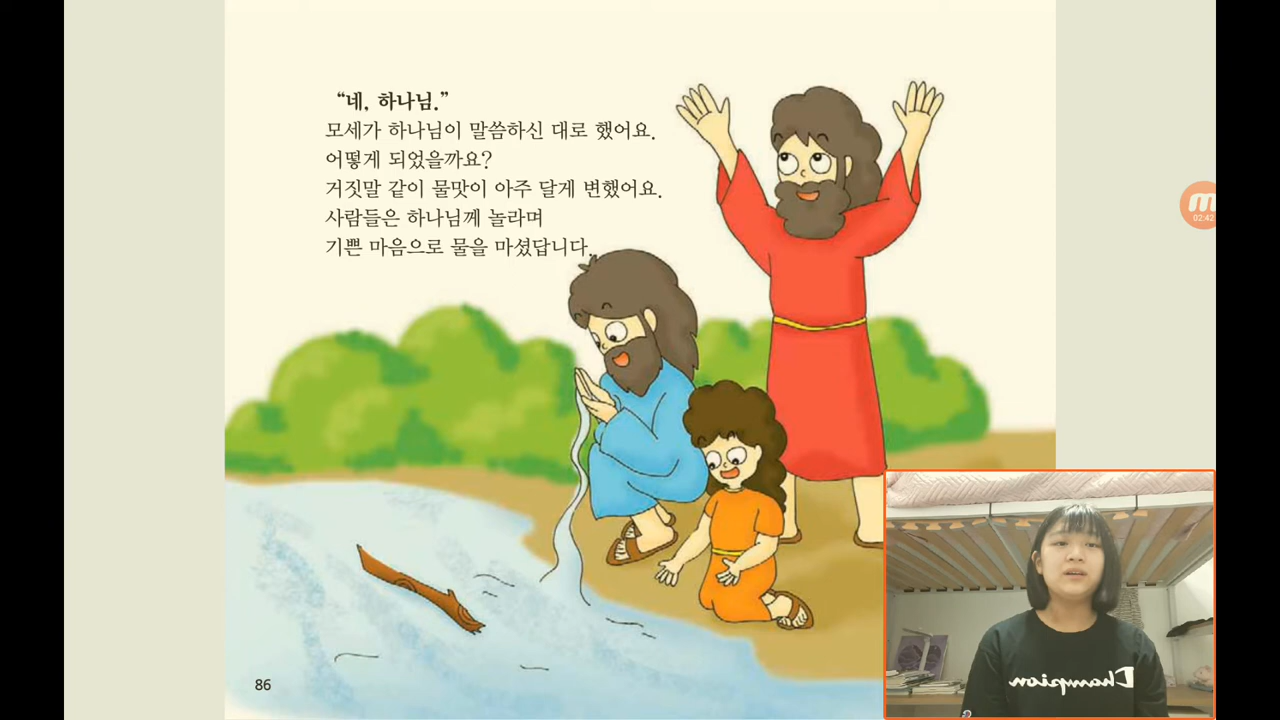 “네, 하나님.”
모세가 하나님이 말씀하신 대로 했어요.
어떻게 되었을까요?
거짓말 같이 물맛이 아주 달게 변했어요.
사람들은 하나님께 놀라며
기쁜 마음으로 물을 마셨답니다.
86
02:42
Champion